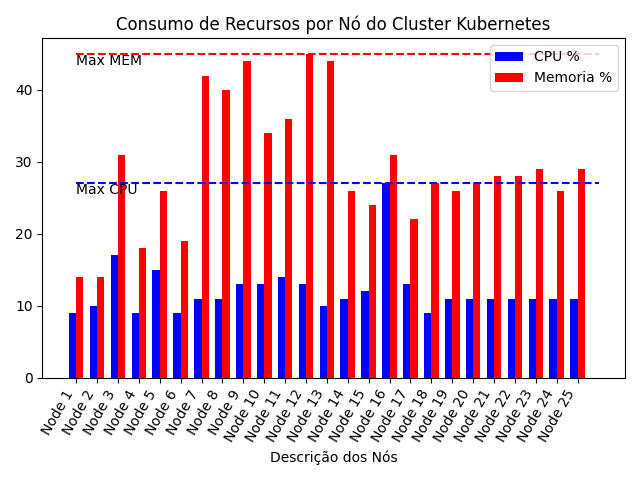 Consumo de Recursos por Nó do Cluster Kubernetes
CPU %
Memoria %
Max MEM
Max CPU
40
30
20
10
0
Node 1
Node 2
Node 3
Node 4
Node 5
Node 6
Node 7
Node 8
Node 9
Node 10
Node 11
Node 12
Node 13
Node 14
Node 15
Node 16
Node 17
Node 18
Node 19
Node 20
Node 21
Node 22
Node 23
Node 24
Node 25
Descrição dos Nós